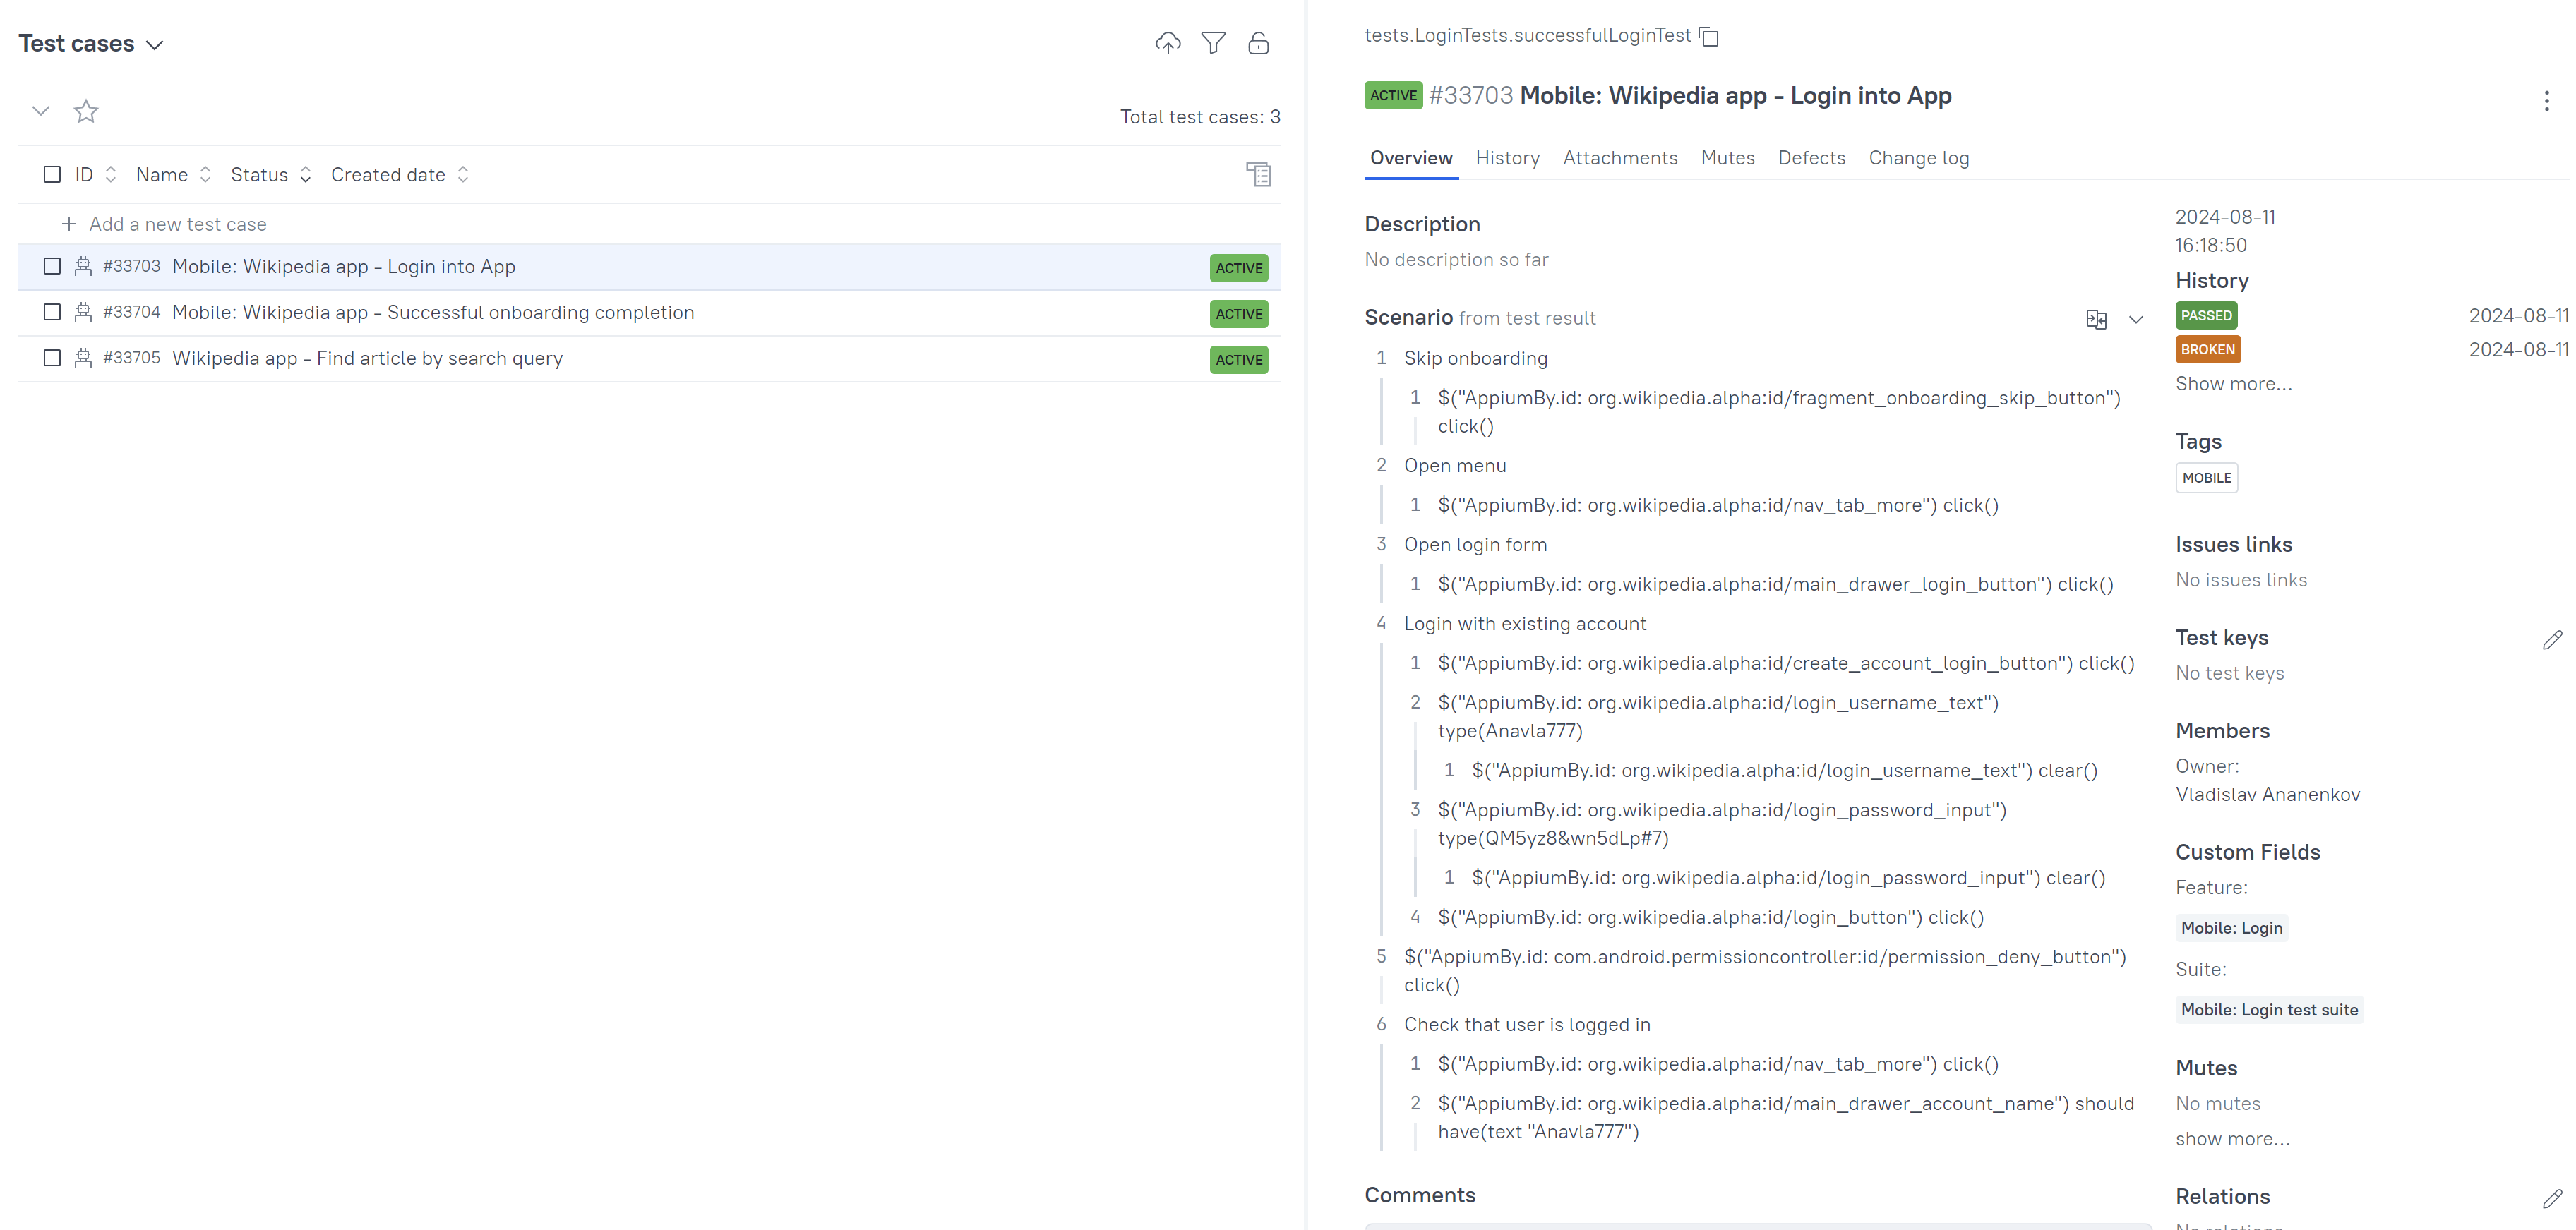 Test cases
Total test cases: 3
ID Name Status Created date
Add a new test case
#33703 Mobile: Wikipedia app - Login into App ACTIVE
#33704 Mobile: Wikipedia app - Successful onboarding completion ACTIVE
#33705 Wikipedia app - Find article by search query ACTIVE
tests.LoginTests.successfulLoginTest
ACTIVE #33703 Mobile: Wikipedia app - Login into App
Overview History Attachments Mutes Defects Change log
Description
No description so far
Scenario from test result
1 Skip onboarding
1 $("AppiumBy.id: org.wikipedia.alpha:id/fragment_onboarding_skip_button")
click()
2 Open menu
1 $("AppiumBy.id: org.wikipedia.alpha:id/nav_tab_more") click()
3 Open login form
1 $("AppiumBy.id: org.wikipedia.alpha:id/main_drawer_login_button") click()
4 Login with existing account
1 $("AppiumBy.id: org.wikipedia.alpha:id/create_account_login_button") click()
2 $("AppiumBy.id: org.wikipedia.alpha:id/login_username_text")
type(Anavla777)
1 $("AppiumBy.id: org.wikipedia.alpha:id/login_username_text") clear()
3 $("AppiumBy.id: org.wikipedia.alpha:id/login_password_input")
type(QM5yz8&wn5dLp#7)
1 $("AppiumBy.id: org.wikipedia.alpha:id/login_password_input") clear()
4 $("AppiumBy.id: org.wikipedia.alpha:id/login_button") click()
5 $("AppiumBy.id: com.android.permissioncontroller:id/permission_deny_button")
click()
6 Check that user is logged in
1 $("AppiumBy.id: org.wikipedia.alpha:id/nav_tab_more") click()
2 $("AppiumBy.id: org.wikipedia.alpha:id/main_drawer_account_name") should
have(text "Anavla777")
Comments
2024-08-11
16:18:50
History
PASSED 2024-08-11
BROKEN 2024-08-11
Show more...
Tags
MOBILE
Issues links
No issues links
Test keys
No test keys
Members
Owner:
Vladislav Ananenkov
Custom Fields
Feature:
Mobile: Login
Suite:
Mobile: Login test suite
Mutes
No mutes
show more...
Relations
No relations